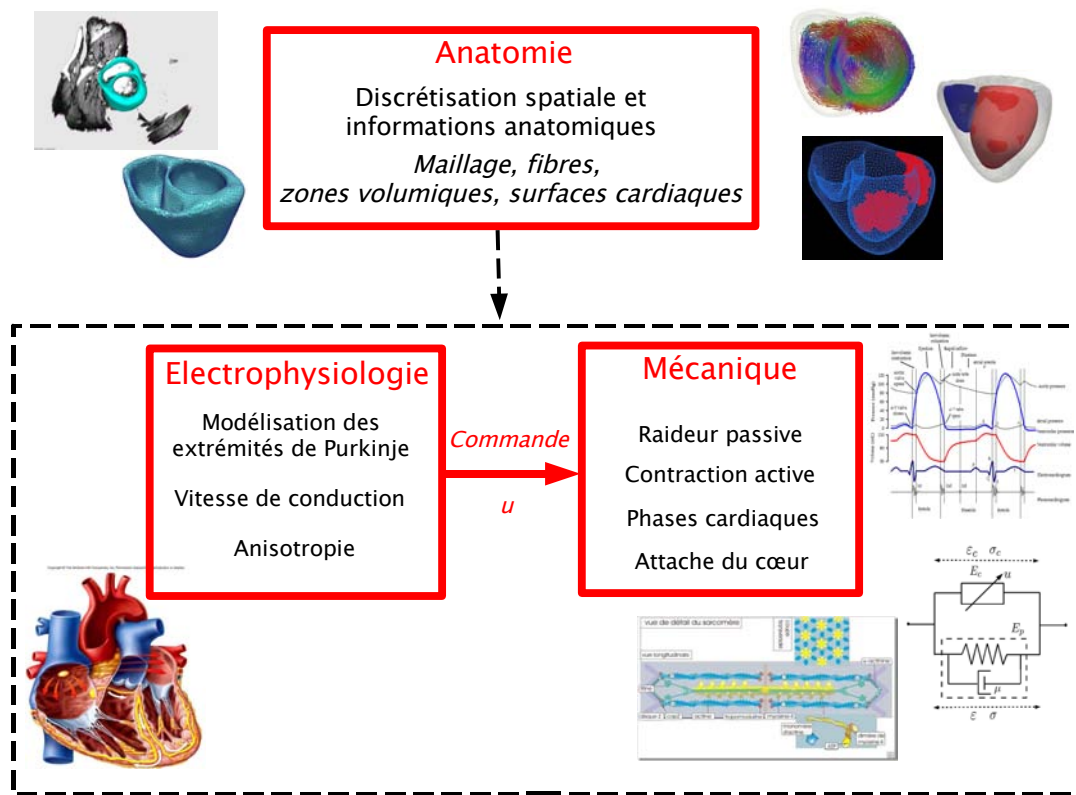 Anatomie
Discrétisation spatiale et
informations anatomiques
Maillage, fibres,
zones volumiques, surfaces cardiaques
Electrophysiologie
Modélisation des
extrémités de Purkinje
Vitesse de conduction
Anisotropie
Commande
u
Mécanique
Raideur passive
Contraction active
Phases cardiaques
Attache du cœur
ε_c σ_c
E_c
u
E_p
μ
ε σ
vue de détail du sarcomère
vue longitudinale